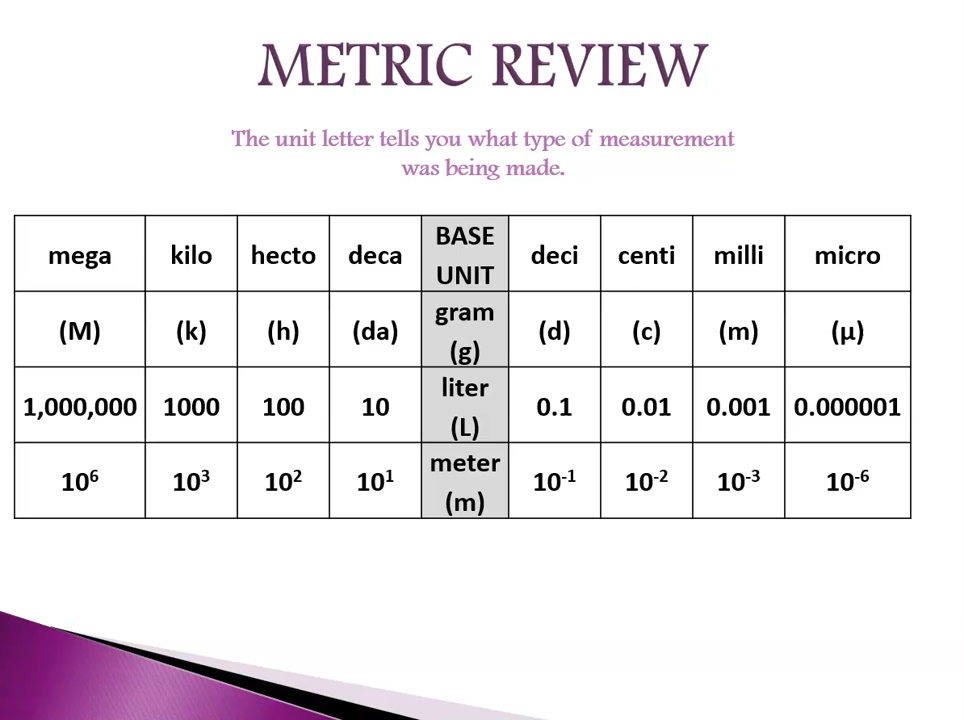 METRIC REVIEW
The unit letter tells you what type of measurement
was being made.
mega kilo hecto deca BASE UNIT deci centi milli micro
(M) (k) (h) (da) gram (g) (d) (c) (m) (µ)
1,000,000 1000 100 10 liter (L) 0.1 0.01 0.001 0.000001
10⁶ 10³ 10² 10¹ meter (m) 10⁻¹ 10⁻² 10⁻³ 10⁻⁶